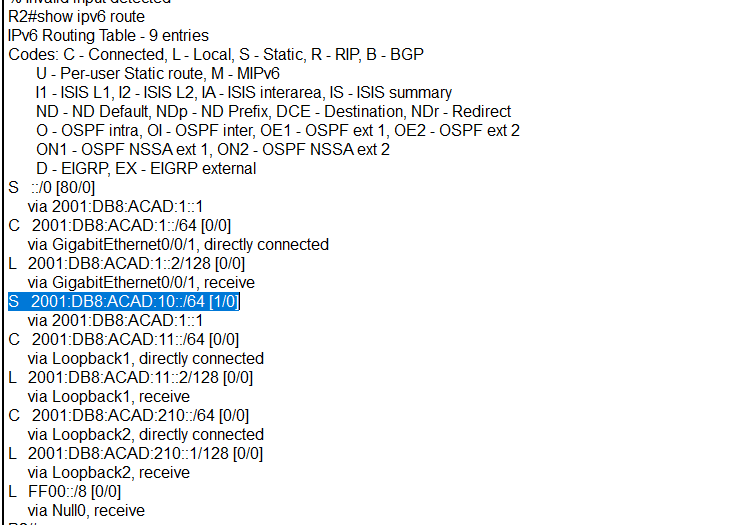 % Invalid input detected
R2#show ipv6 route
IPv6 Routing Table - 9 entries
Codes: C - Connected, L - Local, S - Static, R - RIP, B - BGP
U - Per-user Static route, M - MIPv6
I1 - ISIS L1, I2 - ISIS L2, IA - ISIS interarea, IS - ISIS summary
ND - ND Default, NDp - ND Prefix, DCE - Destination, NDr - Redirect
O - OSPF intra, OI - OSPF inter, OE1 - OSPF ext 1, OE2 - OSPF ext 2
ON1 - OSPF NSSA ext 1, ON2 - OSPF NSSA ext 2
D - EIGRP, EX - EIGRP external
S ::/0 [80/0]
via 2001:DB8:ACAD:1::1
C 2001:DB8:ACAD:1::/64 [0/0]
via GigabitEthernet0/0/1, directly connected
L 2001:DB8:ACAD:1::2/128 [0/0]
via GigabitEthernet0/0/1, receive
S 2001:DB8:ACAD:10::/64 [1/0]
via 2001:DB8:ACAD:1::1
C 2001:DB8:ACAD:11::/64 [0/0]
via Loopback1, directly connected
L 2001:DB8:ACAD:11::2/128 [0/0]
via Loopback1, receive
C 2001:DB8:ACAD:210::/64 [0/0]
via Loopback2, directly connected
L 2001:DB8:ACAD:210::1/128 [0/0]
via Loopback2, receive
L FF00::/8 [0/0]
via Null0, receive
R2#